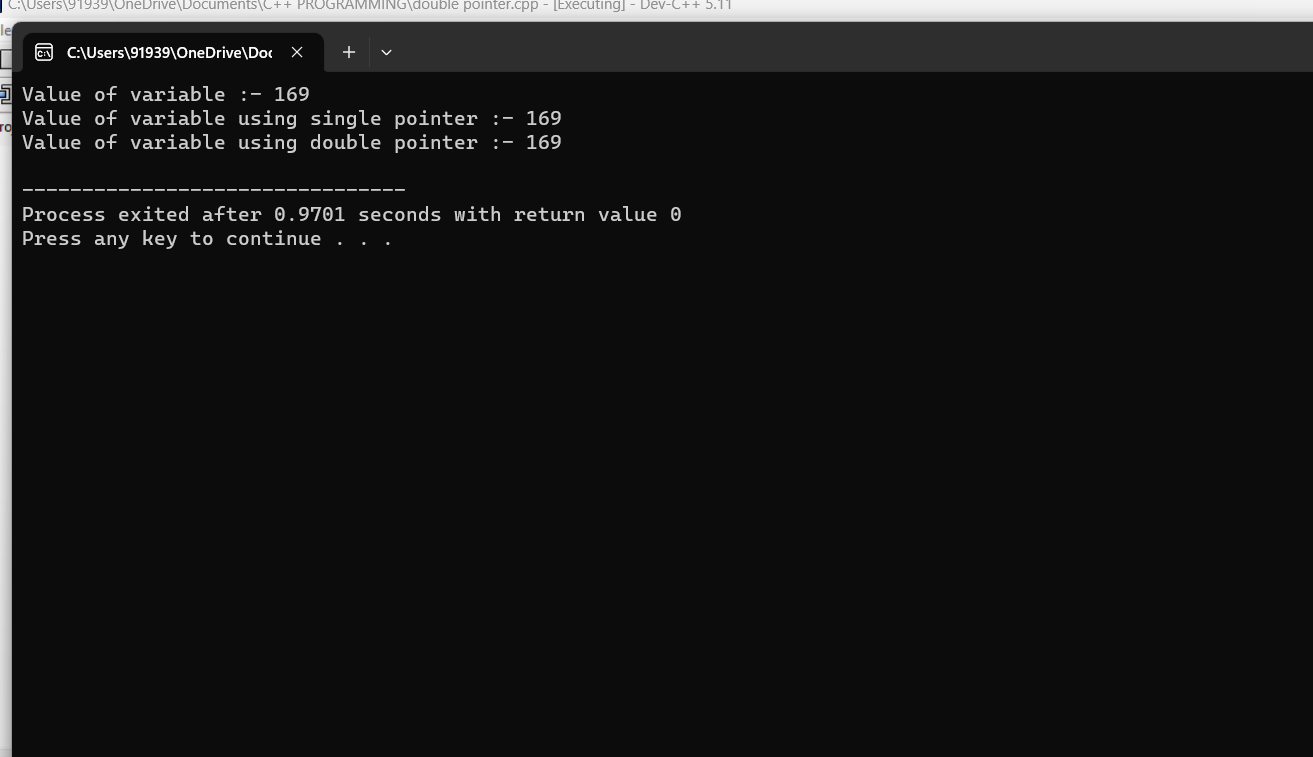 C:\Users\91939\OneDrive\Documents\C++ PROGRAMMING\double pointer.cpp - [Executing] - Dev-C++ 5.11
C:\Users\91939\OneDrive\Doc
Value of variable :- 169
Value of variable using single pointer :- 169
Value of variable using double pointer :- 169
--------------------------------
Process exited after 0.9701 seconds with return value 0
Press any key to continue . . .